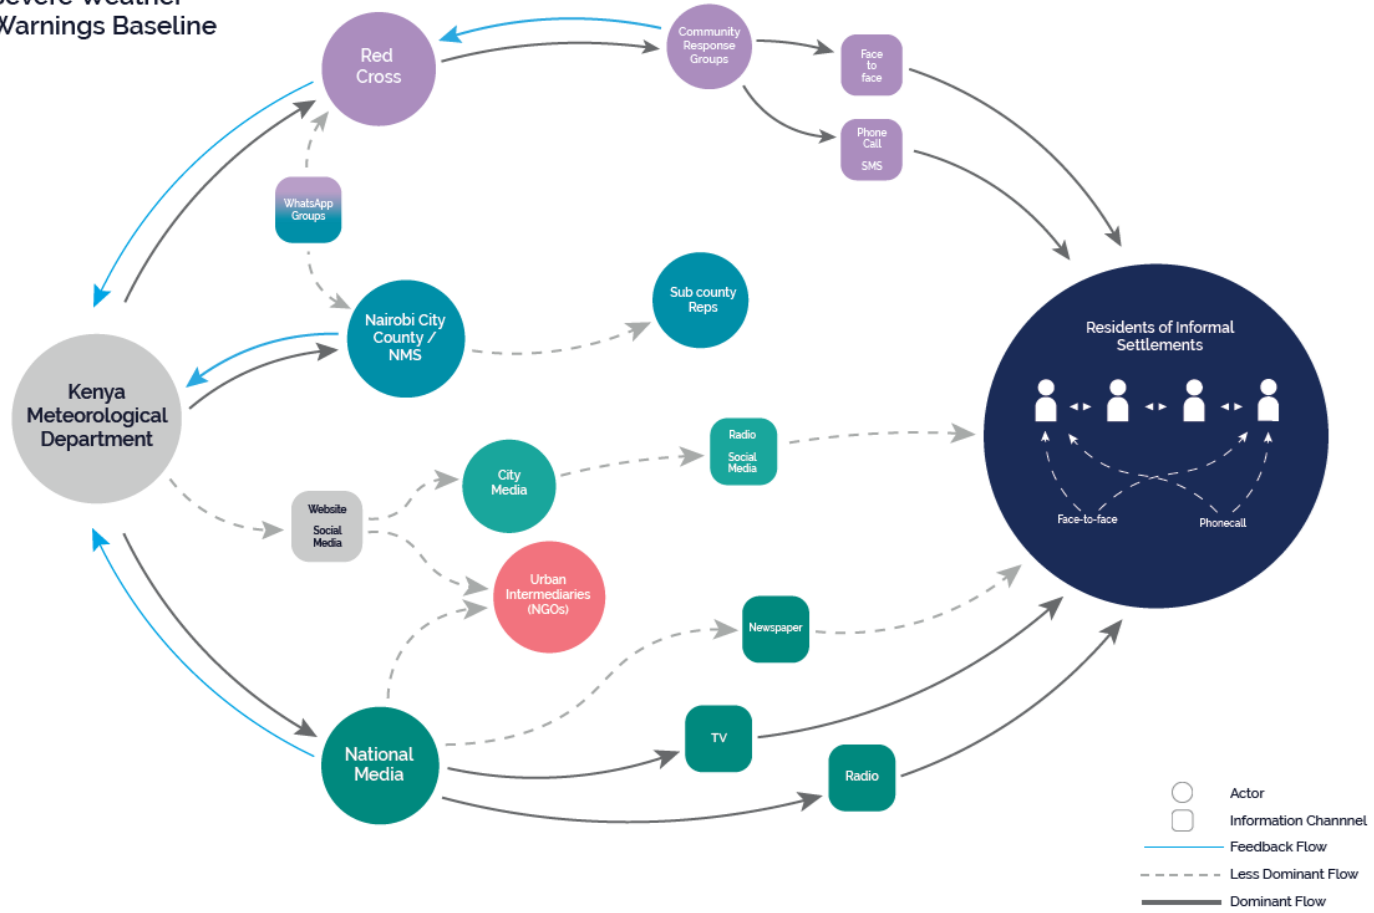 Warnings Baseline
Red
Cross
Community
Response
Groups
Face
to
face
Phone
Call
SMS
WhatsApp
Groups
Nairobi City
County /
NMS
Sub county
Reps
Residents of Informal
Settlements
Face-to-face
Phonecall
Kenya
Meteorological
Department
Website
Social
Media
City
Media
Radio
Social
Media
Urban
Intermediaries
(NGOs)
Newspaper
National
Media
TV
Radio
Actor
Information Channnel
Feedback Flow
Less Dominant Flow
Dominant Flow